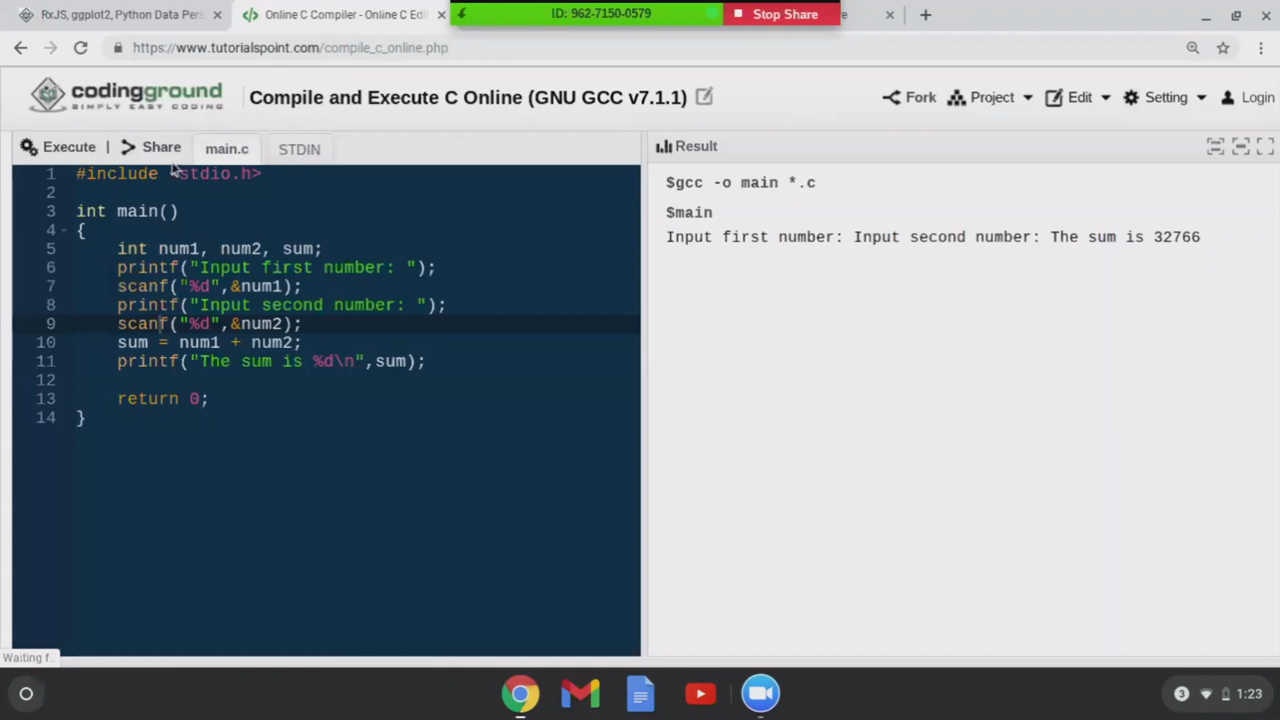 RxJS, ggplot2, Python Data Pers
Online C Compiler - Online C Edi
ID: 962-7150-0579
Stop Share
https://www.tutorialspoint.com/compile_c_online.php
codingground
SIMPLY EASY CODING
Compile and Execute C Online (GNU GCC v7.1.1)
Fork
Project
Edit
Setting
Login
Execute | Share
main.c
STDIN
Result
1 #include <stdio.h>
2
3 int main()
4 {
5 int num1, num2, sum;
6 printf("Input first number: ");
7 scanf("%d",&num1);
8 printf("Input second number: ");
9 scanf("%d",&num2);
10 sum = num1 + num2;
11 printf("The sum is %d\n",sum);
12
13 return 0;
14 }
$gcc -o main *.c
$main
Input first number: Input second number: The sum is 32766
Waiting f..
3
1:23